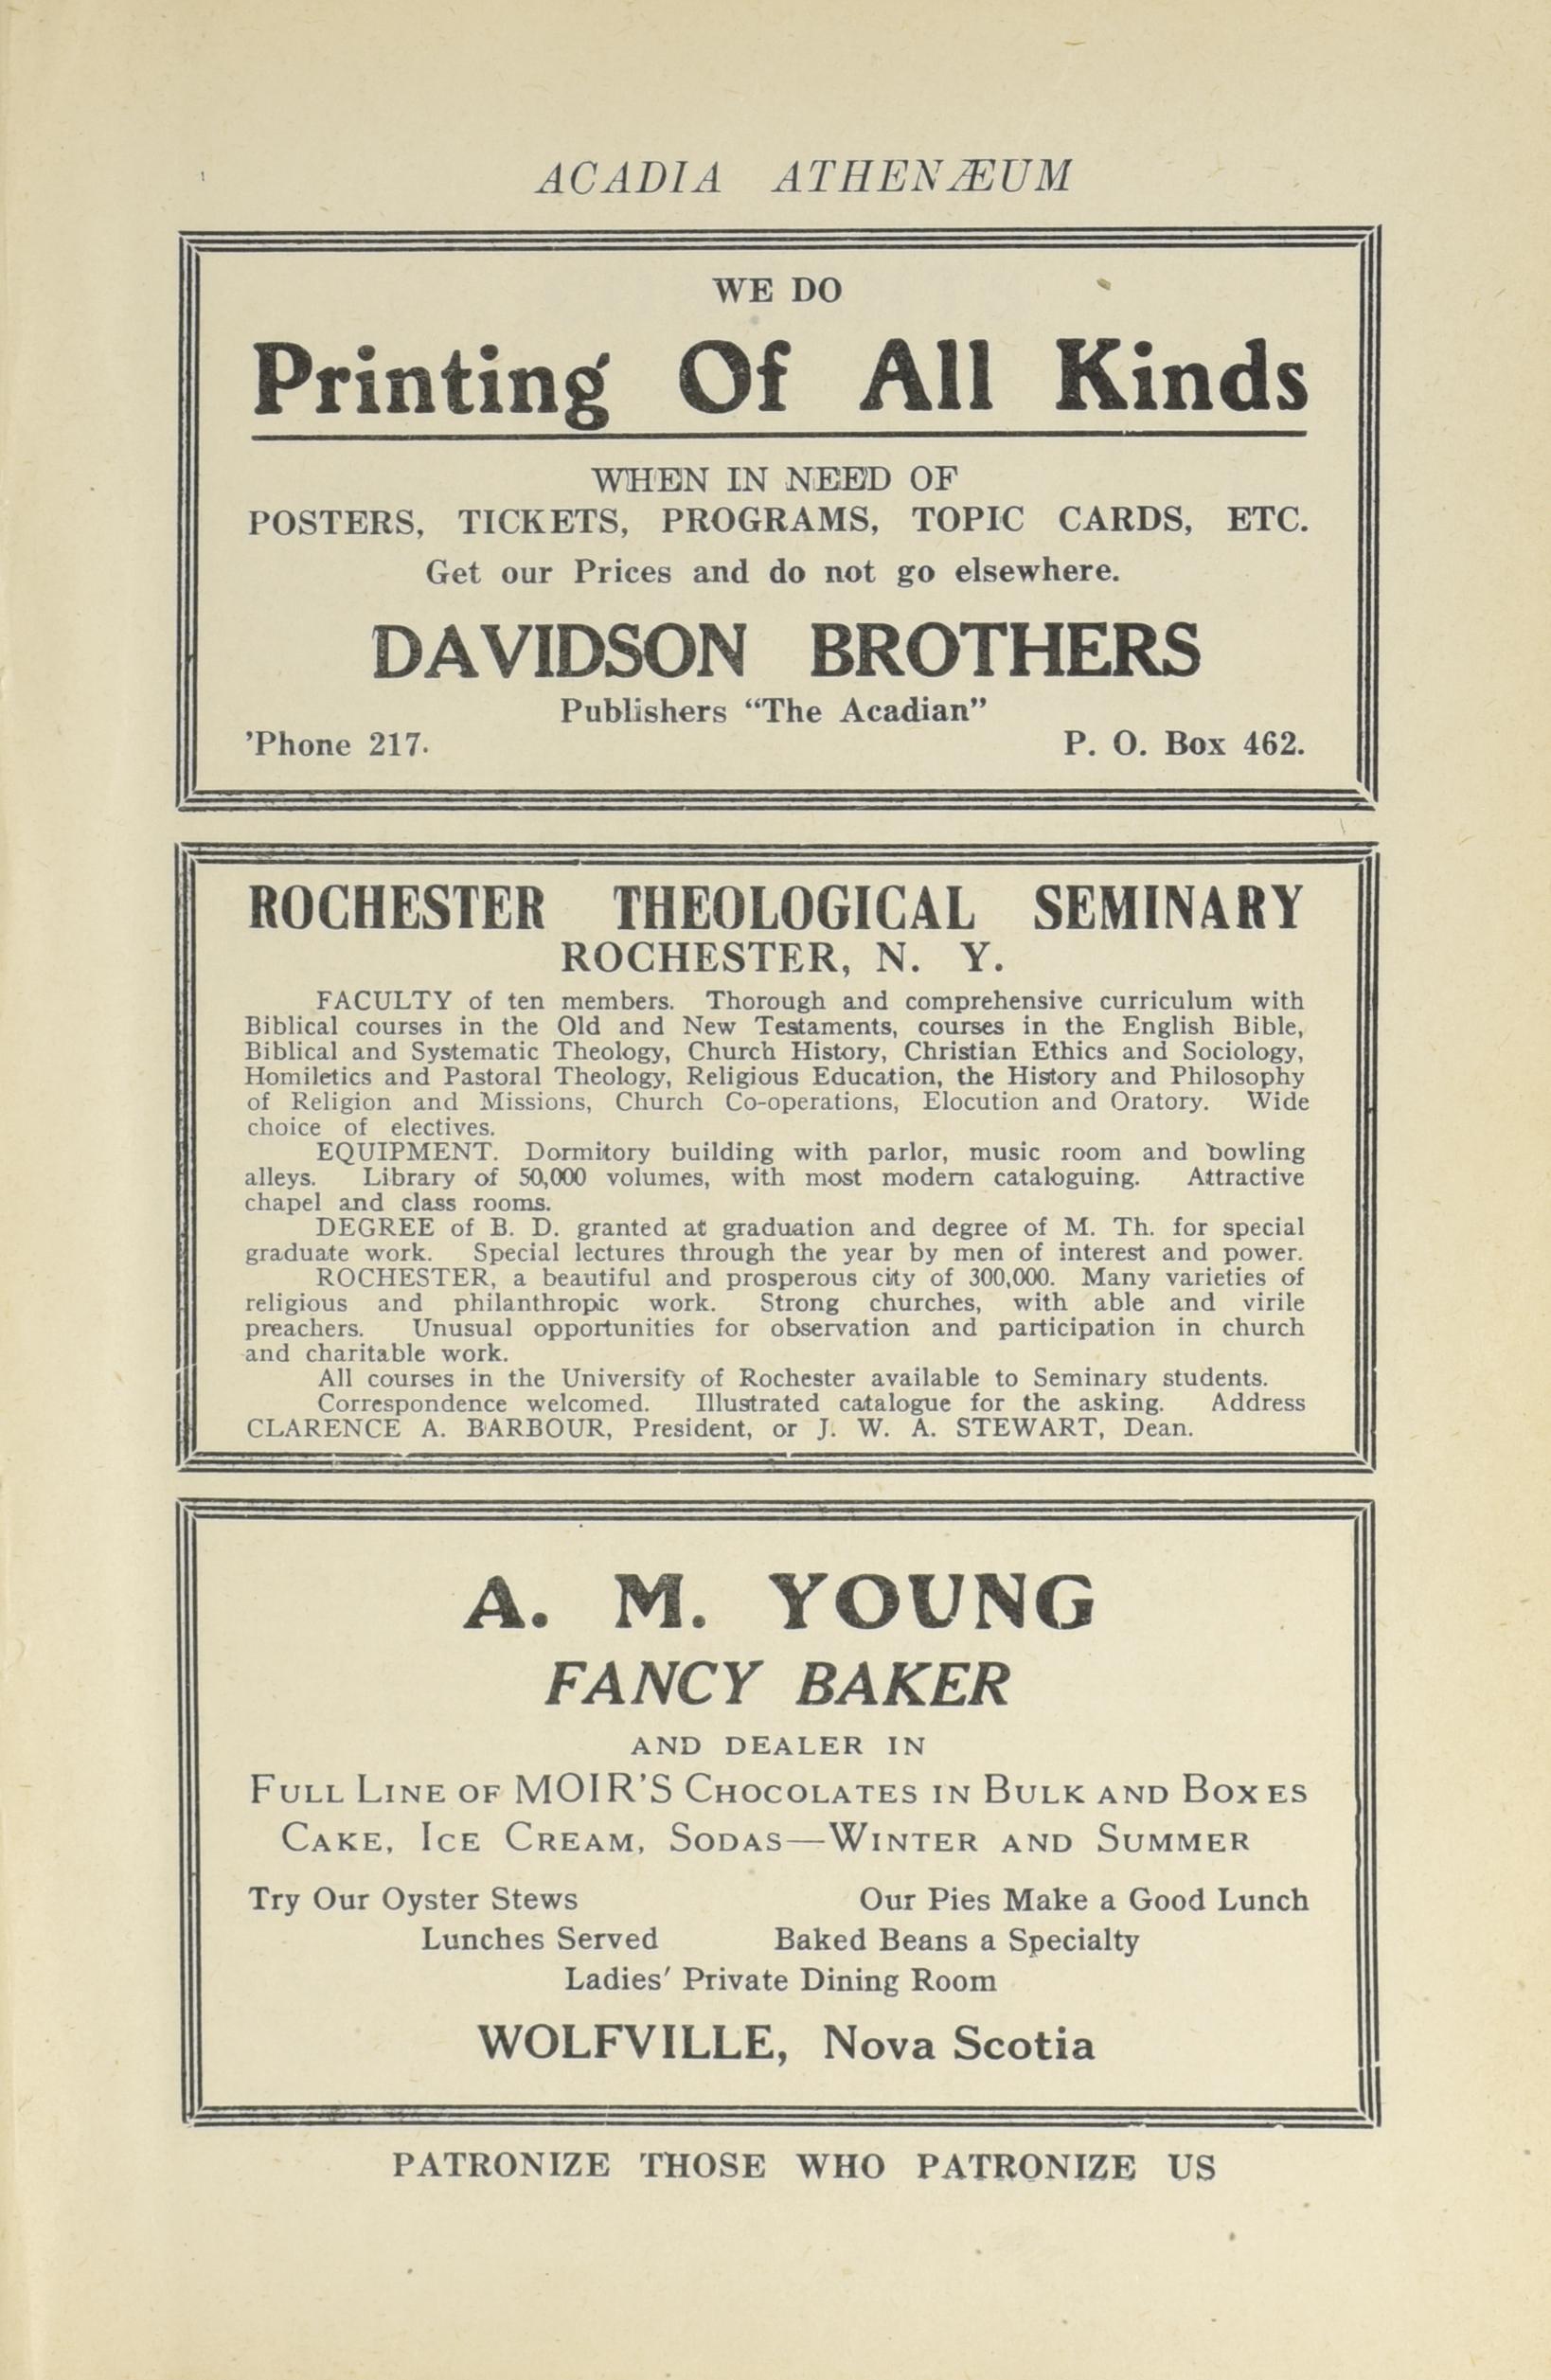 ACADIA ATHENÆUM
WE DO
Printing Of All Kinds
WHEN IN NEED OF
POSTERS, TICKETS, PROGRAMS, TOPIC CARDS, ETC.
Get our Prices and do not go elsewhere.
DAVIDSON BROTHERS
Publishers “The Acadian”
’Phone 217. P. O. Box 462.
ROCHESTER THEOLOGICAL SEMINARY
ROCHESTER, N. Y.
FACULTY of ten members. Thorough and comprehensive curriculum with
Biblical courses in the Old and New Testaments, courses in the English Bible,
Biblical and Systematic Theology, Church History, Christian Ethics and Sociology,
Homiletics and Pastoral Theology, Religious Education, the History and Philosophy
of Religion and Missions, Church Co-operations, Elocution and Oratory. Wide
choice of electives.
EQUIPMENT. Dormitory building with parlor, music room and bowling
alleys. Library of 50,000 volumes, with most modern cataloguing. Attractive
chapel and class rooms.
DEGREE of B. D. granted at graduation and degree of M. Th. for special
graduate work. Special lectures through the year by men of interest and power.
ROCHESTER, a beautiful and prosperous city of 300,000. Many varieties of
religious and philanthropic work. Strong churches, with able and virile
preachers. Unusual opportunities for observation and participation in church
and charitable work.
All courses in the University of Rochester available to Seminary students.
Correspondence welcomed. Illustrated catalogue for the asking. Address
CLARENCE A. BARBOUR, President, or J. W. A. STEWART, Dean.
A. M. YOUNG
FANCY BAKER
AND DEALER IN
FULL LINE OF MOIR'S CHOCOLATES IN BULK AND BOXES
CAKE, ICE CREAM, SODAS—WINTER AND SUMMER
Try Our Oyster Stews Our Pies Make a Good Lunch
Lunches Served Baked Beans a Specialty
Ladies' Private Dining Room
WOLFVILLE, Nova Scotia
PATRONIZE THOSE WHO PATRONIZE US